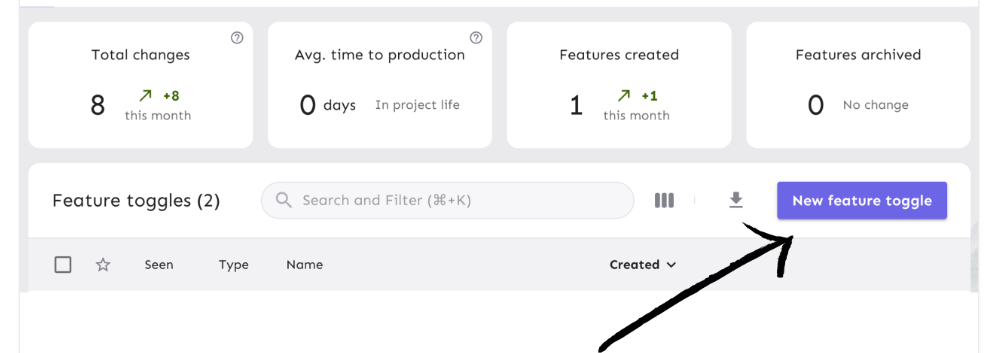 Total changes
8
+8
this month
Avg. time to production
0 days
In project life
Features created
1
+1
this month
Features archived
0
No change
Feature toggles (2)
Search and Filter (⌘+K)
New feature toggle
Seen
Type
Name
Created